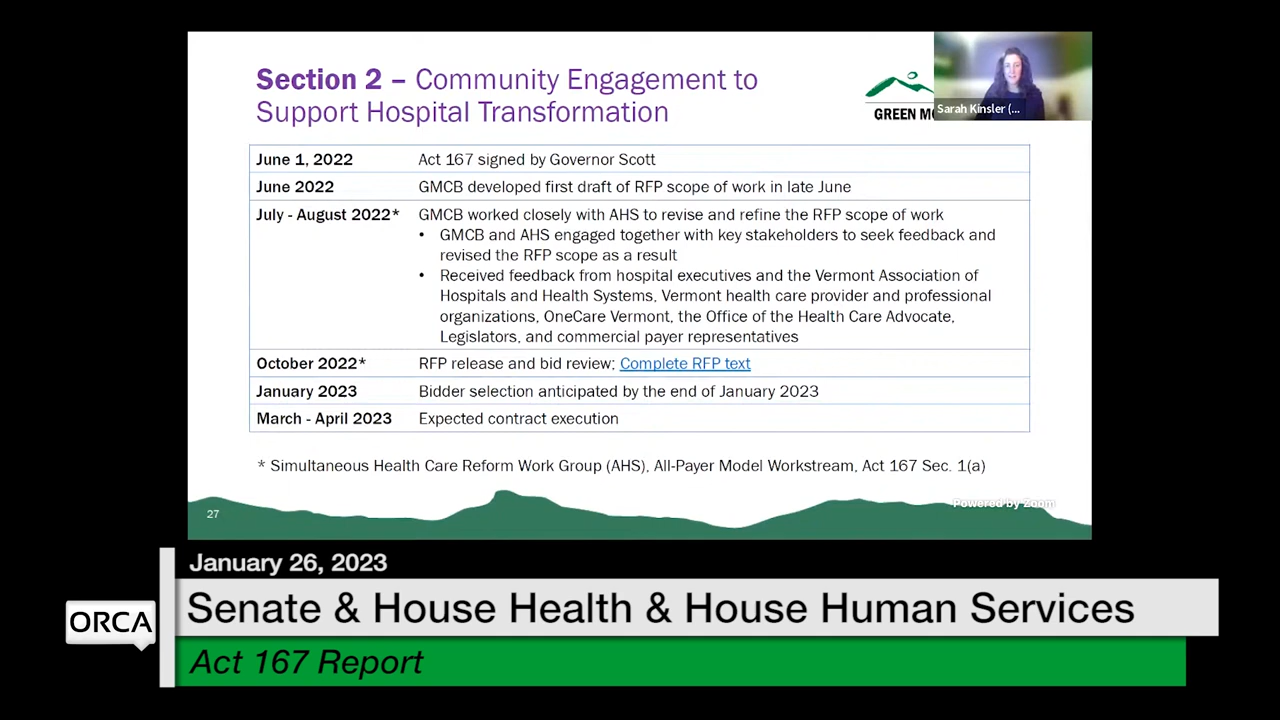 Section 2 – Community Engagement to
Support Hospital Transformation
GREEN MO
Sarah Kinsler (...
June 1, 2022 Act 167 signed by Governor Scott
June 2022 GMCB developed first draft of RFP scope of work in late June
July - August 2022* GMCB worked closely with AHS to revise and refine the RFP scope of work
• GMCB and AHS engaged together with key stakeholders to seek feedback and
revised the RFP scope as a result
• Received feedback from hospital executives and the Vermont Association of
Hospitals and Health Systems, Vermont health care provider and professional
organizations, OneCare Vermont, the Office of the Health Care Advocate,
Legislators, and commercial payer representatives
October 2022* RFP release and bid review; Complete RFP text
January 2023 Bidder selection anticipated by the end of January 2023
March - April 2023 Expected contract execution
* Simultaneous Health Care Reform Work Group (AHS), All-Payer Model Workstream, Act 167 Sec. 1(a)
Powered by Zoom
27
January 26, 2023
ORCA
Senate & House Health & House Human Services
Act 167 Report